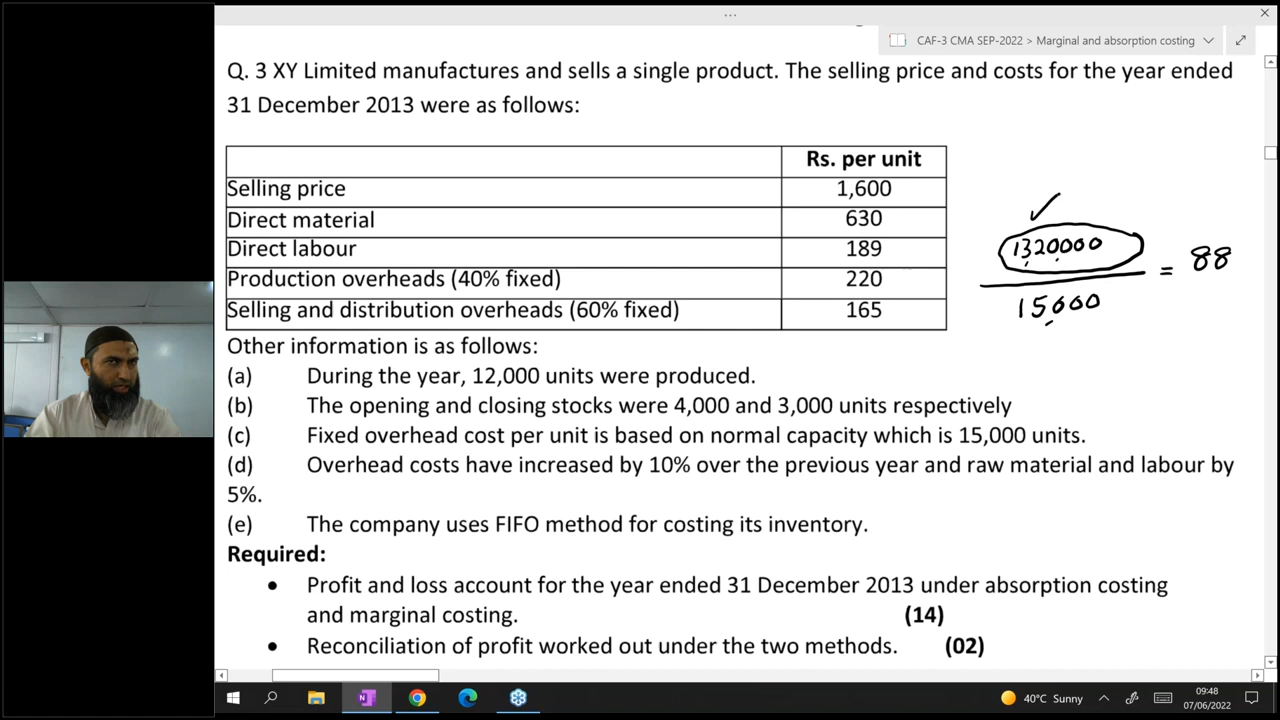 ...
CAF-3 CMA SEP-2022 > Marginal and absorption costing
Q. 3 XY Limited manufactures and sells a single product. The selling price and costs for the year ended
31 December 2013 were as follows:
Rs. per unit
Selling price 1,600
Direct material 630
Direct labour 189
Production overheads (40% fixed) 220
Selling and distribution overheads (60% fixed) 165
1320000
15000
= 88
Other information is as follows:
(a) During the year, 12,000 units were produced.
(b) The opening and closing stocks were 4,000 and 3,000 units respectively
(c) Fixed overhead cost per unit is based on normal capacity which is 15,000 units.
(d) Overhead costs have increased by 10% over the previous year and raw material and labour by
5%.
(e) The company uses FIFO method for costing its inventory.
Required:
• Profit and loss account for the year ended 31 December 2013 under absorption costing
and marginal costing. (14)
• Reconciliation of profit worked out under the two methods. (02)
40°C Sunny
09:48
07/06/2022